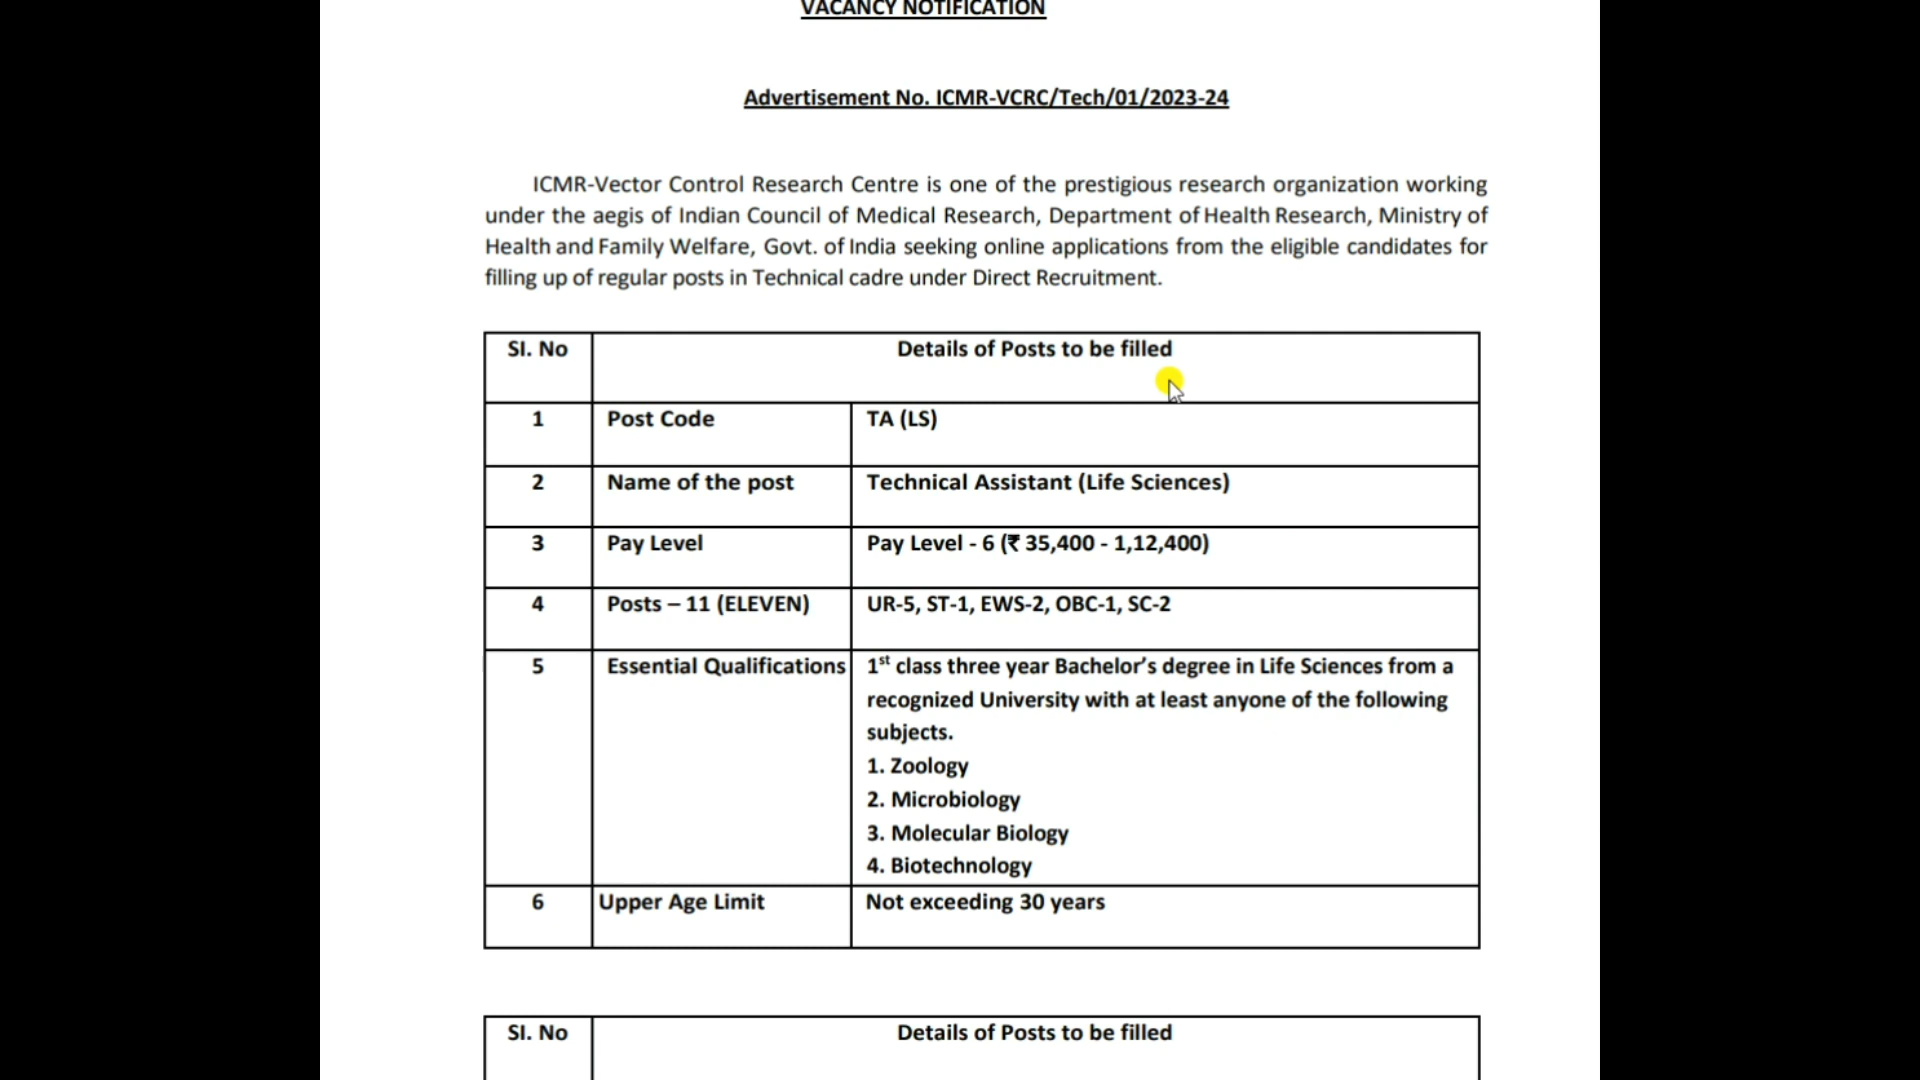 VACANCY NOTIFICATION
Advertisement No. ICMR-VCRC/Tech/01/2023-24
ICMR-Vector Control Research Centre is one of the prestigious research organization working
under the aegis of Indian Council of Medical Research, Department of Health Research, Ministry of
Health and Family Welfare, Govt. of India seeking online applications from the eligible candidates for
filling up of regular posts in Technical cadre under Direct Recruitment.
SI. No Details of Posts to be filled
1 Post Code TA (LS)
2 Name of the post Technical Assistant (Life Sciences)
3 Pay Level Pay Level - 6 (₹ 35,400 - 1,12,400)
4 Posts – 11 (ELEVEN) UR-5, ST-1, EWS-2, OBC-1, SC-2
5 Essential Qualifications 1st class three year Bachelor’s degree in Life Sciences from a
recognized University with at least anyone of the following
subjects.
1. Zoology
2. Microbiology
3. Molecular Biology
4. Biotechnology
6 Upper Age Limit Not exceeding 30 years
SI. No Details of Posts to be filled